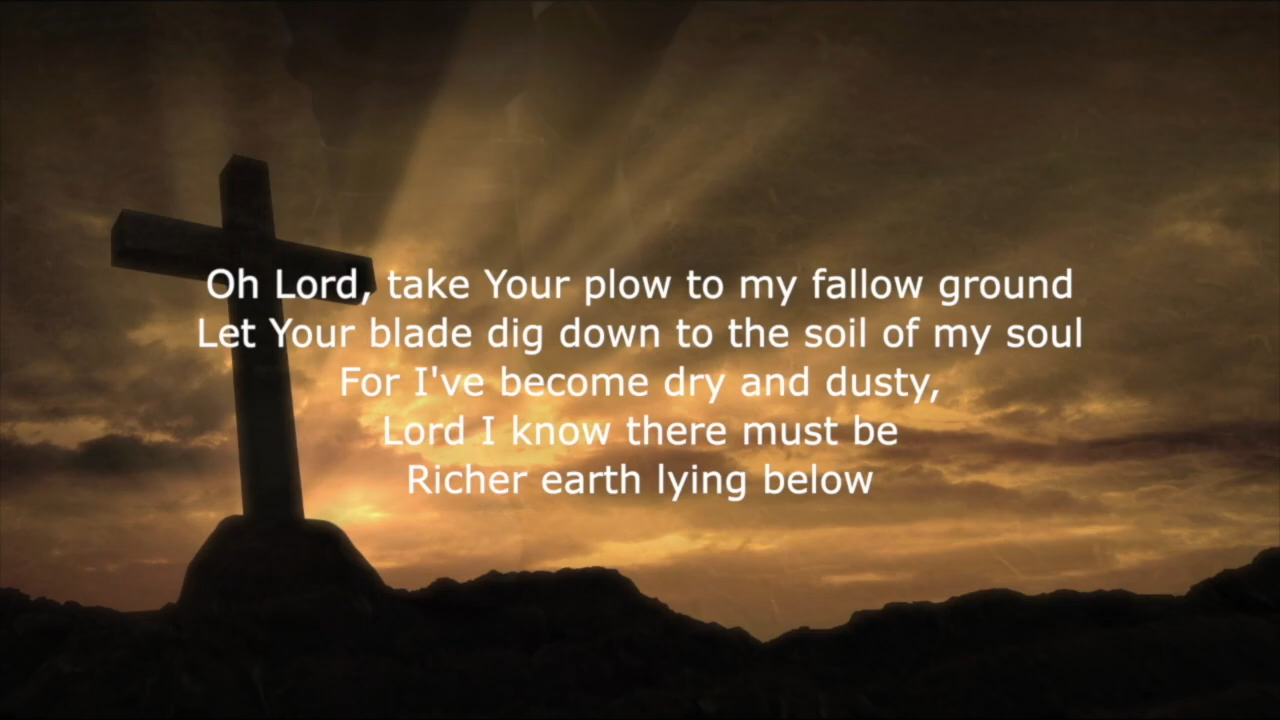 Oh Lord, take Your plow to my fallow ground
Let Your blade dig down to the soil of my soul
For I've become dry and dusty,
Lord I know there must be
Richer earth lying below